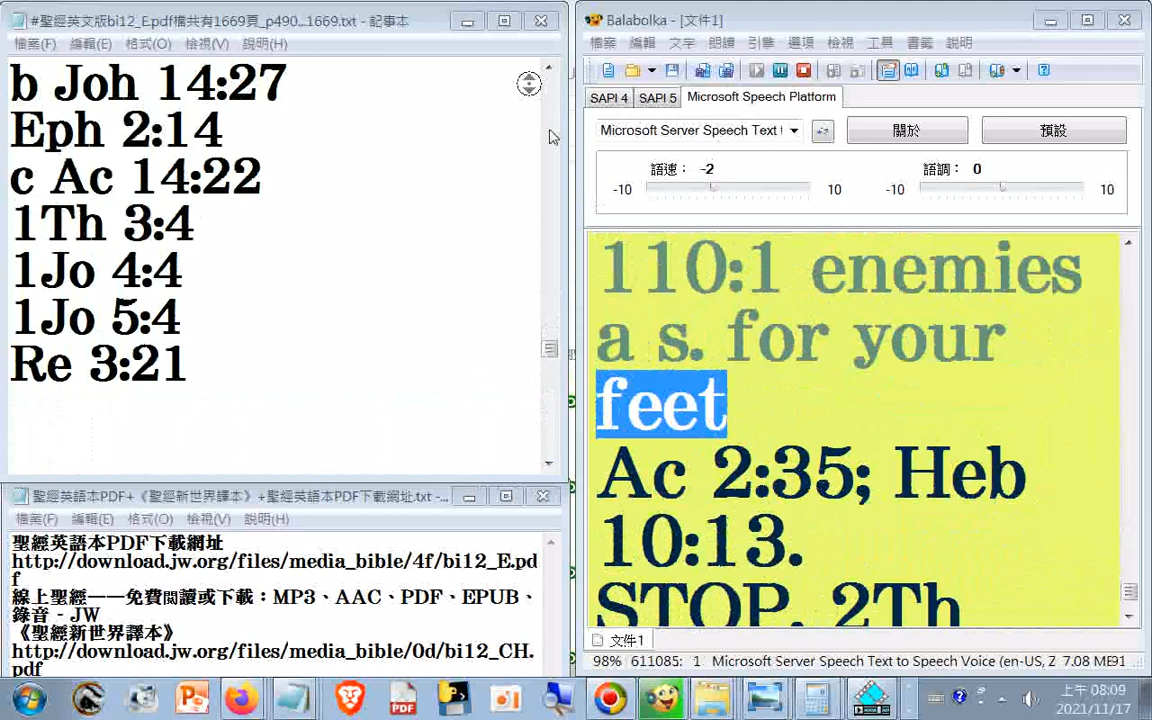 #聖經英文版bi12_E.pdf檔共有1669頁_p490...1669.txt - 記事本
檔案(F) 編輯(E) 格式(O) 檢視(V) 說明(H)
b Joh 14:27
Eph 2:14
c Ac 14:22
1Th 3:4
1Jo 4:4
1Jo 5:4
Re 3:21
聖經英語本PDF+《聖經新世界譯本》+聖經英語本PDF下載網址.txt -...
檔案(F) 編輯(E) 格式(O) 檢視(V) 說明(H)
聖經英語本PDF下載網址
http://download.jw.org/files/media_bible/4f/bi12_E.pd
f
線上聖經──免費閱讀或下載：MP3、AAC、PDF、EPUB、
錄音 - JW
《聖經新世界譯本》
http://download.jw.org/files/media_bible/0d/bi12_CH.
pdf
Balabolka - [文件1]
檔案 編輯 文字 朗讀 引擎 選項 檢視 工具 書籤 說明
SAPI 4 SAPI 5 Microsoft Speech Platform
Microsoft Server Speech Text 關於 預設
語速： -2 語調： 0
-10 10 -10 10
110:1 enemies
a s. for your
feet
Ac 2:35; Heb
10:13.
STOP, 2Th
文件1
98% 611085: 1 Microsoft Server Speech Text to Speech Voice (en-US, Z 7.08 ME91
PDF
上午 08:09
2021/11/17